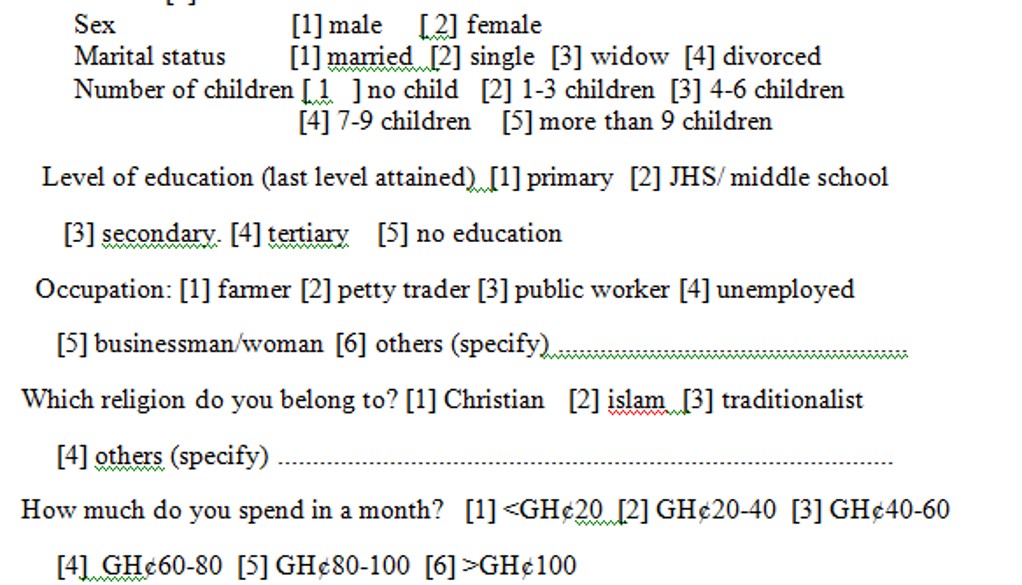 Sex [1] male [ 2] female
Marital status [1] married [2] single [3] widow [4] divorced
Number of children [ 1 ] no child [2] 1-3 children [3] 4-6 children
[4] 7-9 children [5] more than 9 children
Level of education (last level attained) [1] primary [2] JHS/ middle school
[3] secondary. [4] tertiary [5] no education
Occupation: [1] farmer [2] petty trader [3] public worker [4] unemployed
[5] businessman/woman [6] others (specify) ..................................................
Which religion do you belong to? [1] Christian [2] islam [3] traditionalist
[4] others (specify) ........................................................................................
How much do you spend in a month? [1] <GH¢20 [2] GH¢20-40 [3] GH¢40-60
[4] GH¢60-80 [5] GH¢80-100 [6] >GH¢100